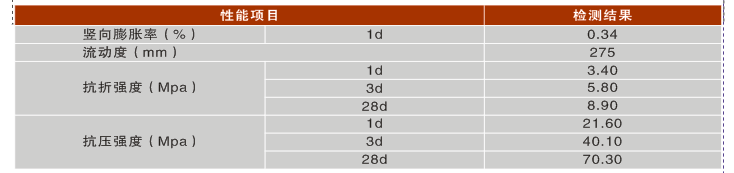 性能项目 检测结果
竖向膨胀率（%） 1d 0.34
流动度（mm） 275
抗折强度（Mpa） 1d 3.40
3d 5.80
28d 8.90
抗压强度（Mpa） 1d 21.60
3d 40.10
28d 70.30